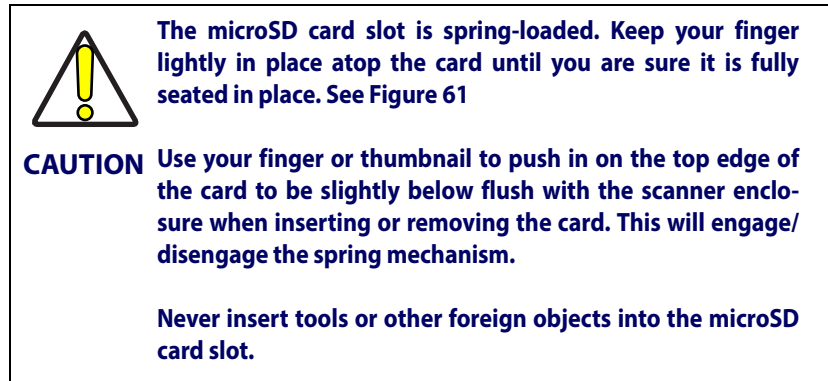 The microSD card slot is spring-loaded. Keep your finger
lightly in place atop the card until you are sure it is fully
seated in place. See Figure 61
CAUTION
Use your finger or thumbnail to push in on the top edge of
the card to be slightly below flush with the scanner enclo-
sure when inserting or removing the card. This will engage/
disengage the spring mechanism.
Never insert tools or other foreign objects into the microSD
card slot.